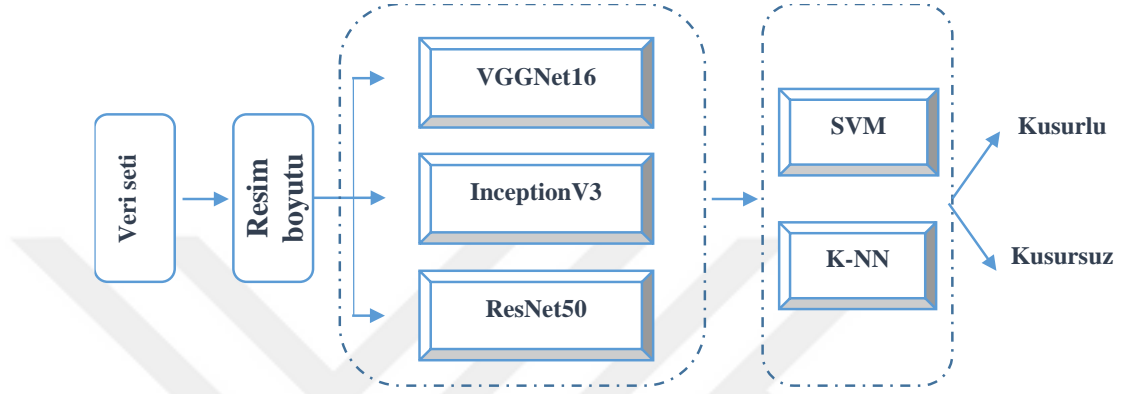 Veri seti
Resim
boyutu
VGGNet16
InceptionV3
ResNet50
SVM
K-NN
Kusurlu
Kusursuz